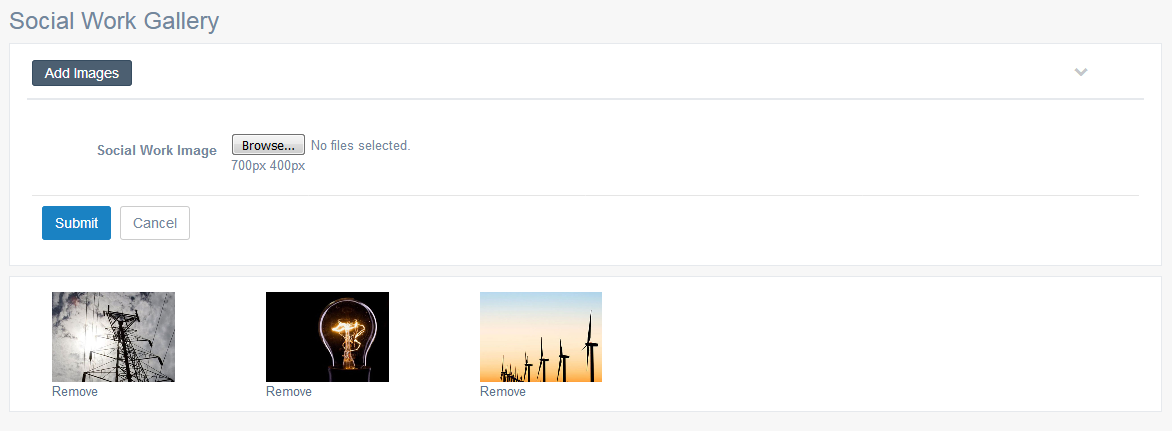 Social Work Gallery
Add Images
Social Work Image
Browse... No files selected.
700px 400px
Submit Cancel
Remove Remove Remove